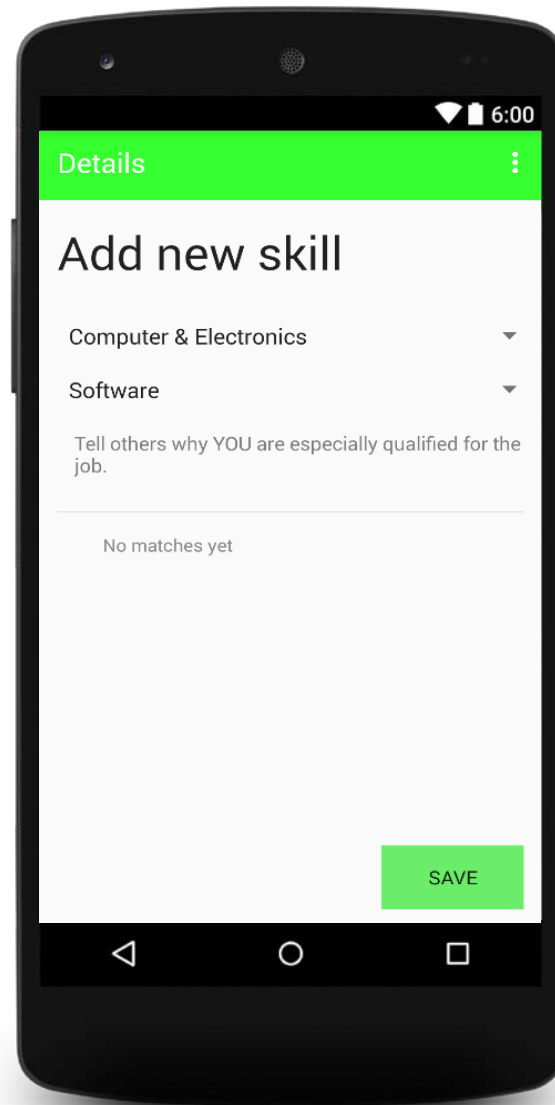 6:00
Details
Add new skill
Computer & Electronics
Software
Tell others why YOU are especially qualified for the
job.
No matches yet
SAVE